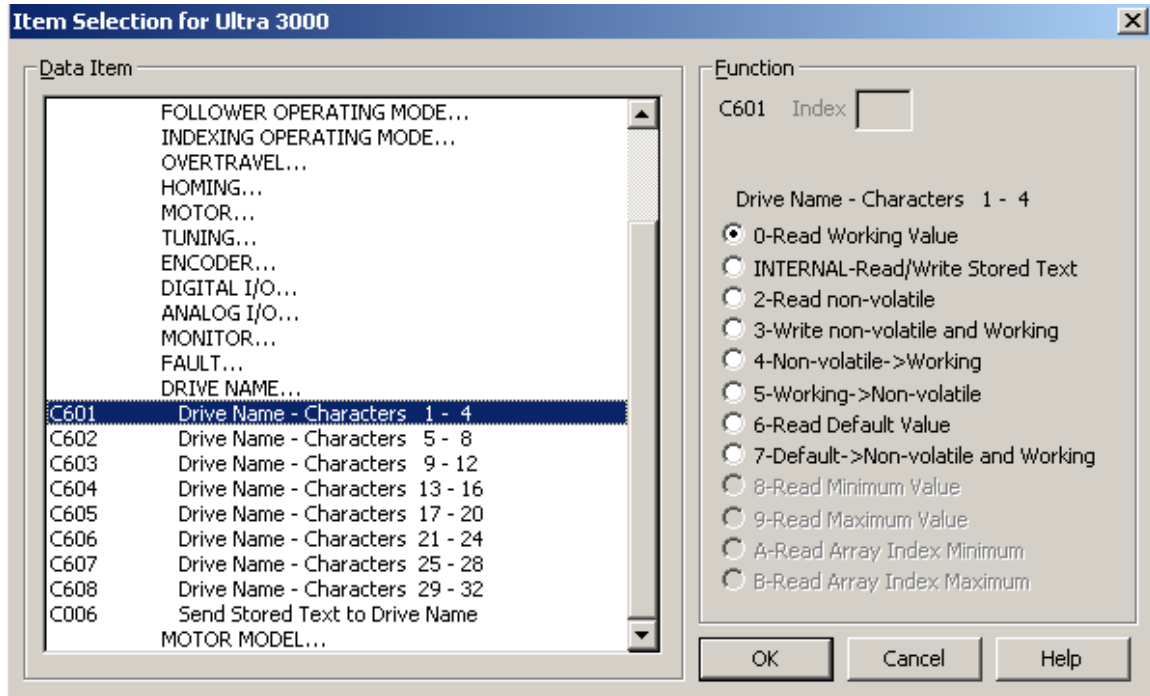 Item Selection for Ultra 3000
Data Item
FOLLOWER OPERATING MODE...
INDEXING OPERATING MODE...
OVERTRAVEL...
HOMING...
MOTOR...
TUNING...
ENCODER...
DIGITAL I/O...
ANALOG I/O...
MONITOR...
FAULT...
DRIVE NAME...
C601 Drive Name - Characters 1 - 4
C602 Drive Name - Characters 5 - 8
C603 Drive Name - Characters 9 - 12
C604 Drive Name - Characters 13 - 16
C605 Drive Name - Characters 17 - 20
C606 Drive Name - Characters 21 - 24
C607 Drive Name - Characters 25 - 28
C608 Drive Name - Characters 29 - 32
C006 Send Stored Text to Drive Name
MOTOR MODEL...
Function
C601 Index
Drive Name - Characters 1 - 4
0-Read Working Value
INTERNAL-Read/Write Stored Text
2-Read non-volatile
3-Write non-volatile and Working
4-Non-volatile->Working
5-Working->Non-volatile
6-Read Default Value
7-Default->Non-volatile and Working
8-Read Minimum Value
9-Read Maximum Value
A-Read Array Index Minimum
B-Read Array Index Maximum
OK Cancel Help